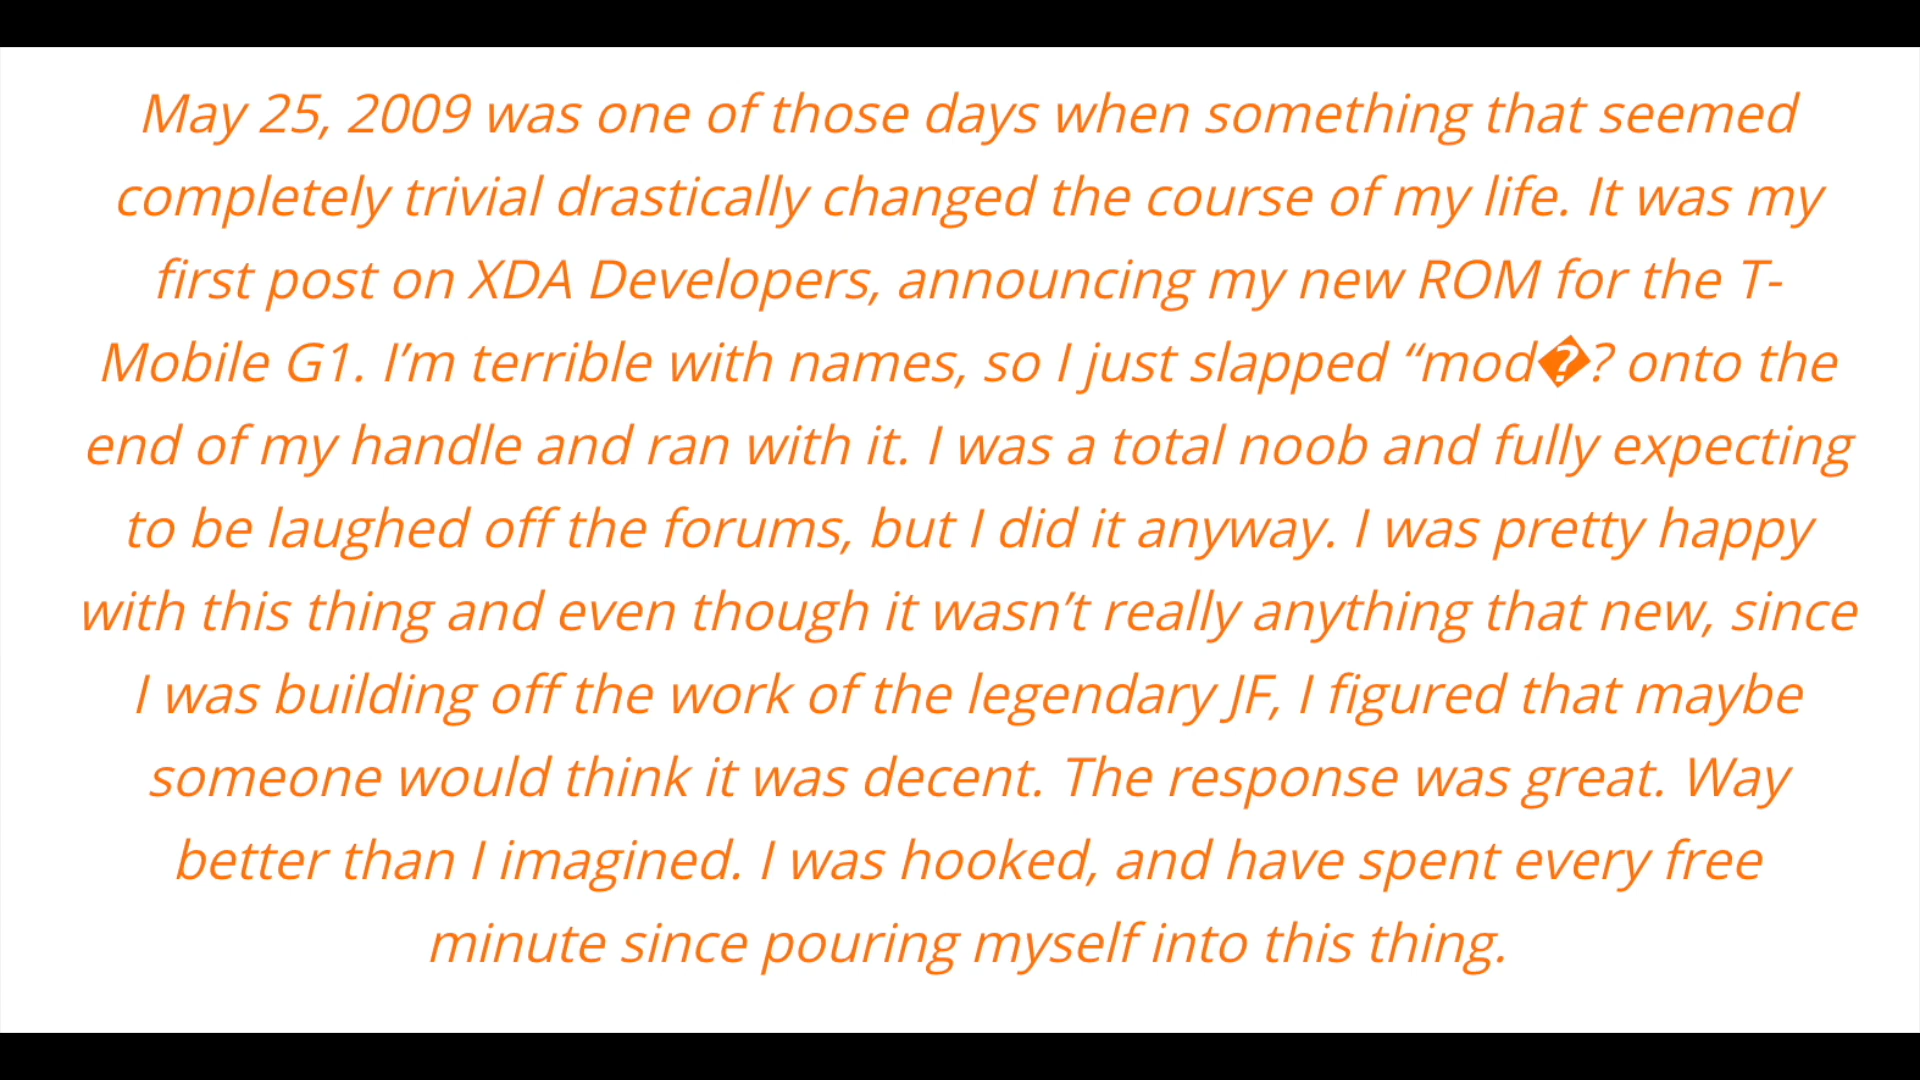 May 25, 2009 was one of those days when something that seemed
completely trivial drastically changed the course of my life. It was my
first post on XDA Developers, announcing my new ROM for the T-
Mobile G1. I’m terrible with names, so I just slapped “mod�? onto the
end of my handle and ran with it. I was a total noob and fully expecting
to be laughed off the forums, but I did it anyway. I was pretty happy
with this thing and even though it wasn’t really anything that new, since
I was building off the work of the legendary JF, I figured that maybe
someone would think it was decent. The response was great. Way
better than I imagined. I was hooked, and have spent every free
minute since pouring myself into this thing.